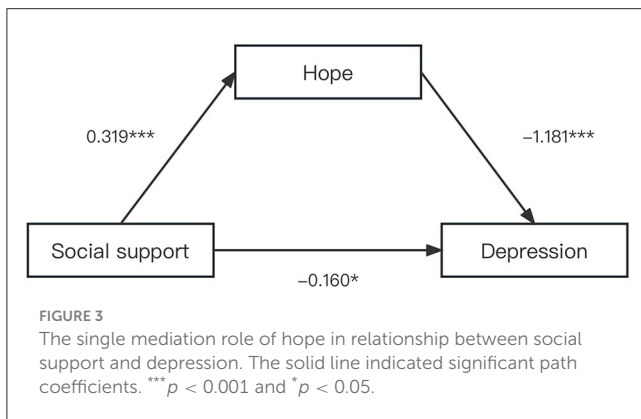 Hope
0.319***
−1.181***
Social support
Depression
−0.160*
FIGURE 3
The single mediation role of hope in relationship between social
support and depression. The solid line indicated significant path
coefficients. ***p < 0.001 and *p < 0.05.